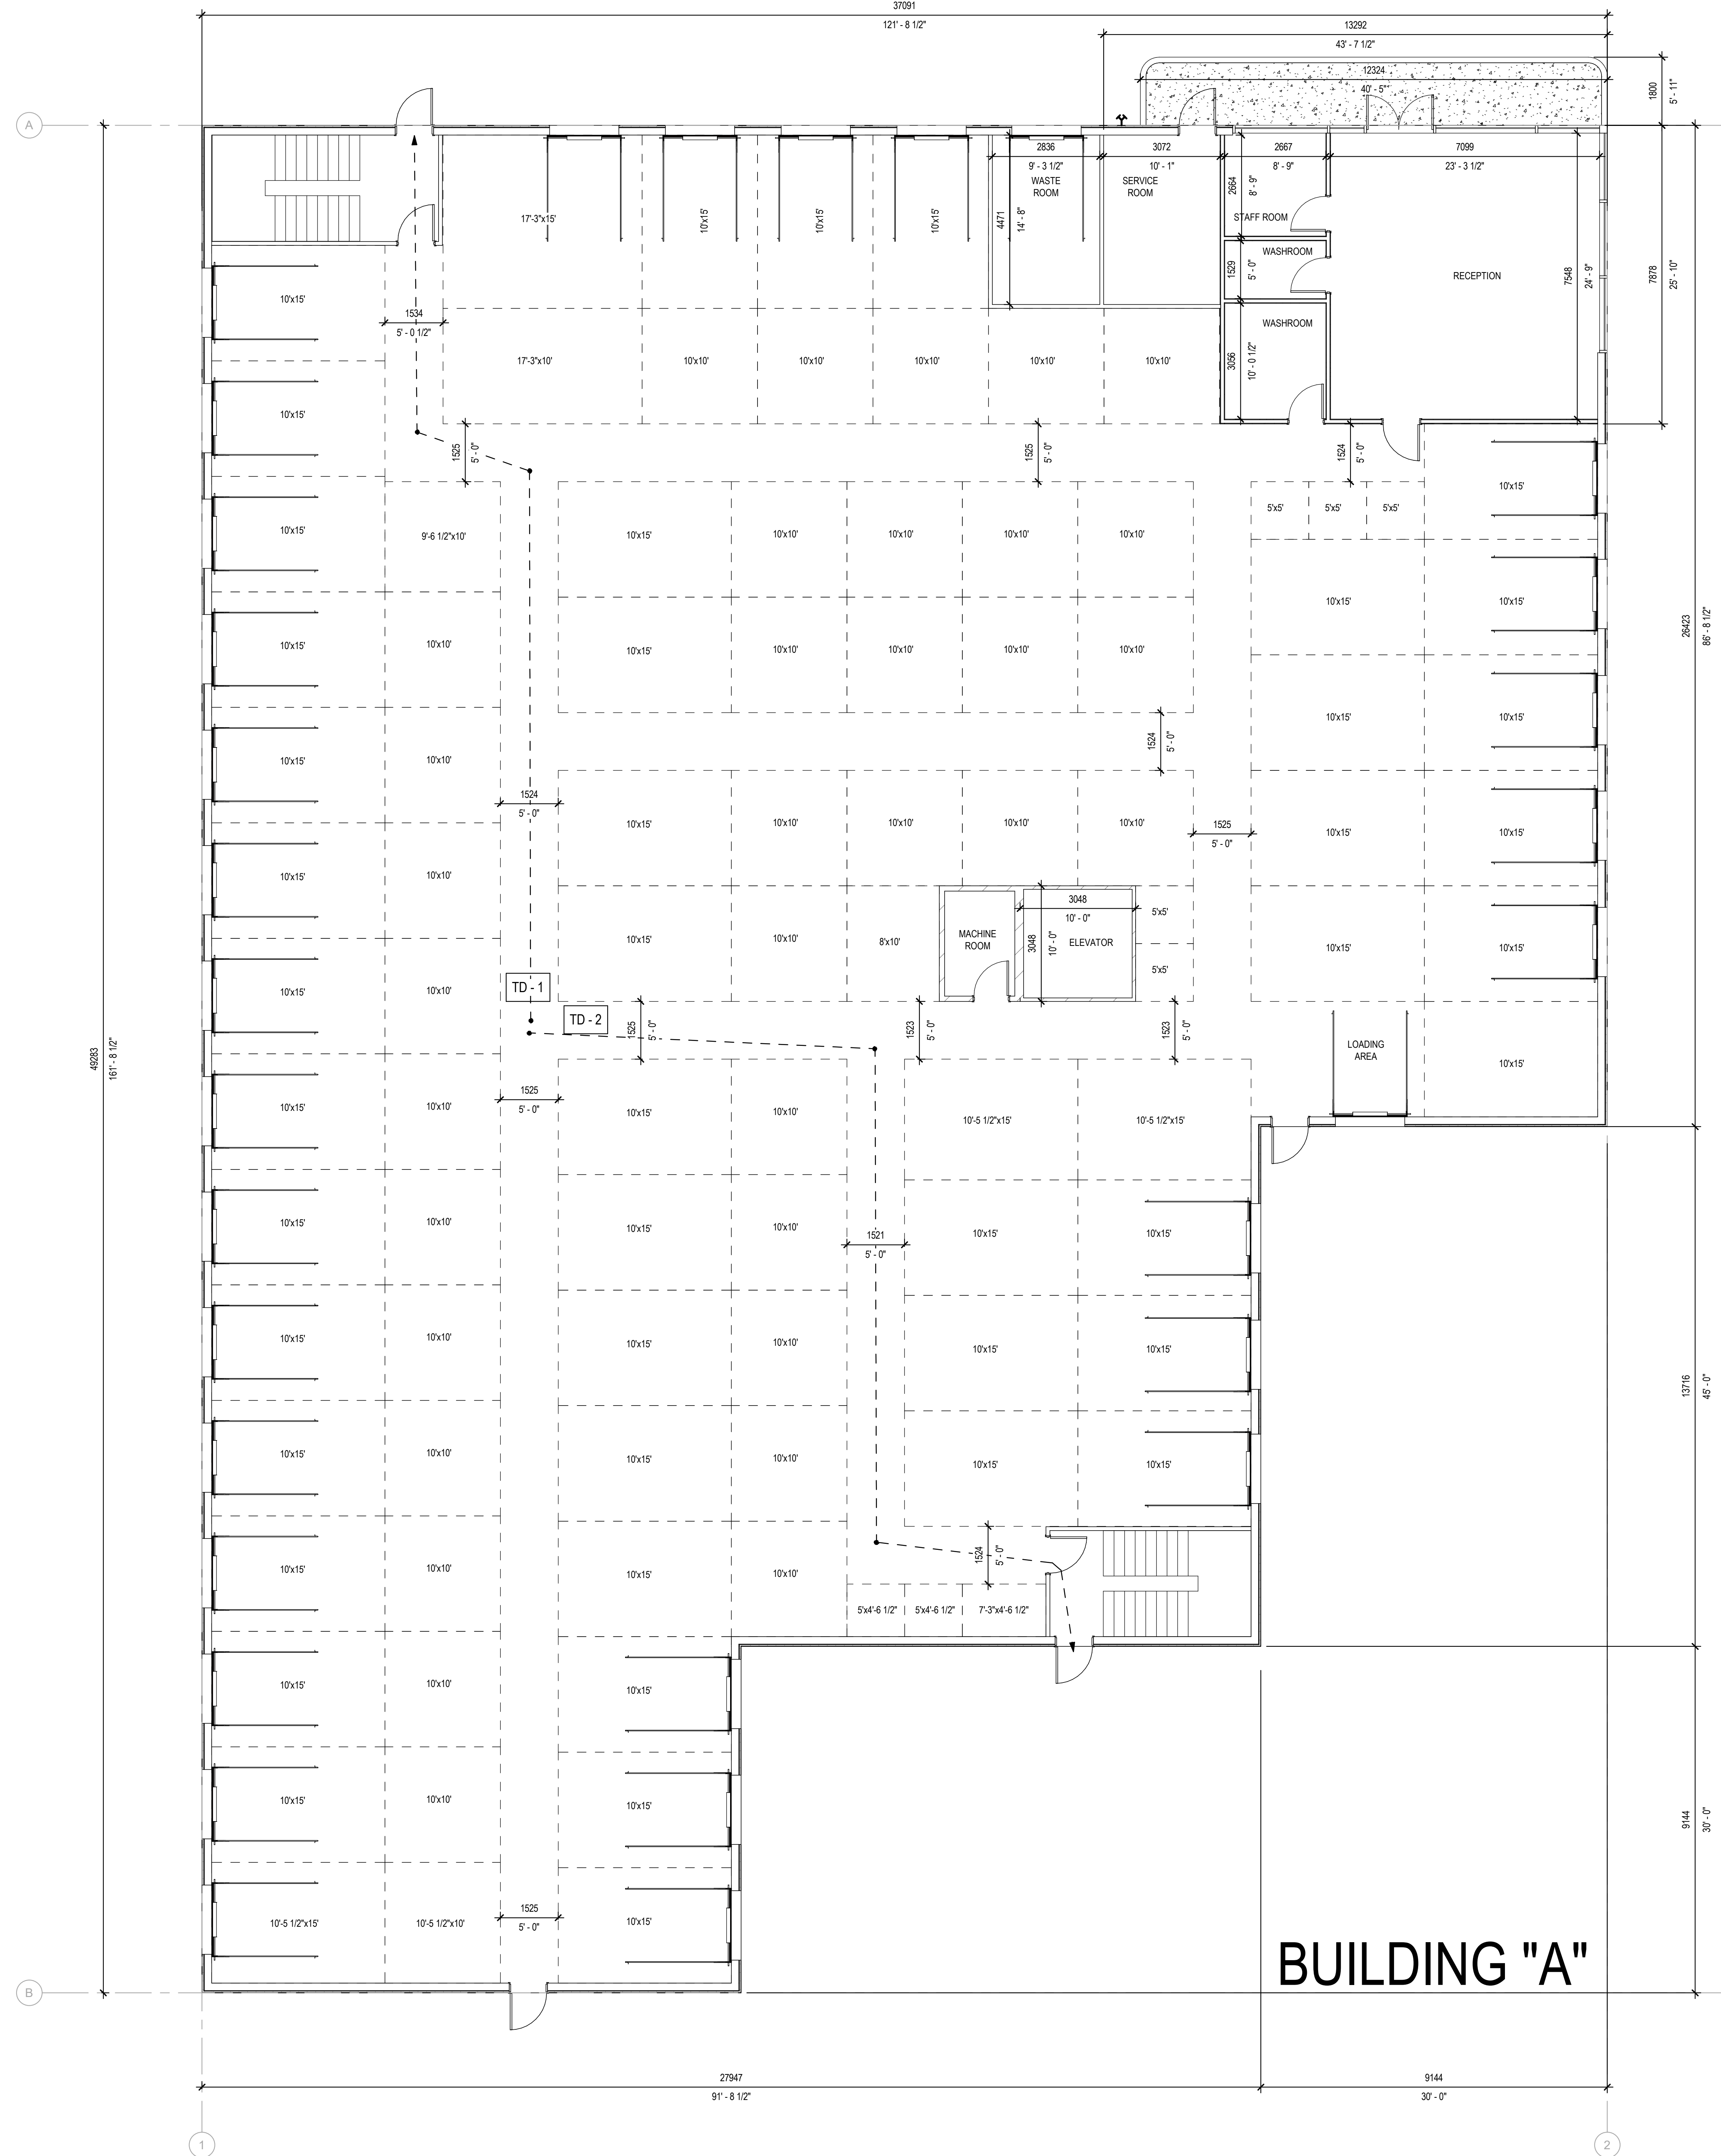 37091
121' - 8 1/2"
13292
43' - 7 1/2"
12324
40' - 5"
1800
5' - 11"
A
2836
9' - 3 1/2"
WASTE
ROOM
3072
10' - 1"
SERVICE
ROOM
2667
8' - 9"
7099
23' - 3 1/2"
2664
8' - 9"
4471
14' - 8"
17'-3"x15'
10'x15'
10'x15'
10'x15'
STAFF ROOM
WASHROOM
1529
5' - 0"
RECEPTION
7548
24' - 9"
7878
25' - 10"
10'x15'
1534
5' - 0 1/2"
WASHROOM
3056
10' - 0 1/2"
17'-3"x10'
10'x10'
10'x10'
10'x10'
10'x10'
10'x10'
10'x15'
1525
5' - 0"
1525
5' - 0"
1524
5' - 0"
10'x15'
5'x5'
5'x5'
5'x5'
10'x15'
9'-6 1/2"x10'
10'x15'
10'x10'
10'x10'
10'x10'
10'x10'
10'x15'
10'x15'
26423
86' - 8 1/2"
10'x15'
10'x10'
10'x15'
10'x10'
10'x10'
10'x10'
10'x10'
10'x15'
10'x15'
1524
5' - 0"
10'x15'
10'x10'
1524
5' - 0"
10'x15'
10'x10'
10'x10'
10'x10'
10'x10'
1525
5' - 0"
10'x15'
10'x15'
10'x15'
10'x10'
3048
10' - 0"
5'x5'
10'x15'
10'x10'
8'x10'
MACHINE
ROOM
3048
10' - 0"
ELEVATOR
10'x15'
10'x15'
5'x5'
10'x15'
10'x10'
TD - 1
TD - 2
1525
5' - 0"
1523
5' - 0"
1523
5' - 0"
LOADING
AREA
10'x15'
49283
161' - 8 1/2"
1525
5' - 0"
10'x15'
10'x10'
10'x15'
10'x10'
10'-5 1/2"x15'
10'-5 1/2"x15'
10'x15'
10'x10'
10'x15'
10'x10'
1521
5' - 0"
10'x15'
10'x15'
10'x15'
10'x10'
10'x15'
10'x10'
10'x15'
10'x15'
13716
45' - 0"
10'x15'
10'x10'
10'x15'
10'x10'
10'x15'
10'x15'
1524
5' - 0"
10'x15'
10'x10'
10'x15'
10'x10'
5'x4'-6 1/2"
5'x4'-6 1/2"
7'-3"x4'-6 1/2"
10'x15'
10'x10'
10'x15'
10'x15'
10'x10'
10'x15'
9144
30' - 0"
10'-5 1/2"x15'
10'-5 1/2"x10'
1525
5' - 0"
10'x15'
BUILDING "A"
B
27947
91' - 8 1/2"
9144
30' - 0"
1
2